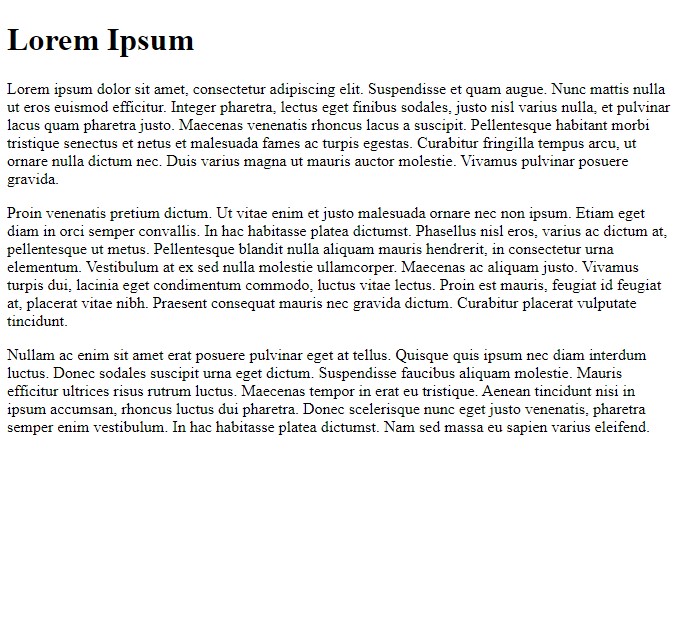 Lorem Ipsum
Lorem ipsum dolor sit amet, consectetur adipiscing elit. Suspendisse et quam augue. Nunc mattis nulla
ut eros euismod efficitur. Integer pharetra, lectus eget finibus sodales, justo nisl varius nulla, et pulvinar
lacus quam pharetra justo. Maecenas venenatis rhoncus lacus a suscipit. Pellentesque habitant morbi
tristique senectus et netus et malesuada fames ac turpis egestas. Curabitur fringilla tempus arcu, ut
ornare nulla dictum nec. Duis varius magna ut mauris auctor molestie. Vivamus pulvinar posuere
gravida.
Proin venenatis pretium dictum. Ut vitae enim et justo malesuada ornare nec non ipsum. Etiam eget
diam in orci semper convallis. In hac habitasse platea dictumst. Phasellus nisl eros, varius ac dictum at,
pellentesque ut metus. Pellentesque blandit nulla aliquam mauris hendrerit, in consectetur urna
elementum. Vestibulum at ex sed nulla molestie ullamcorper. Maecenas ac aliquam justo. Vivamus
turpis dui, lacinia eget condimentum commodo, luctus vitae lectus. Proin est mauris, feugiat id feugiat
at, placerat vitae nibh. Praesent consequat mauris nec gravida dictum. Curabitur placerat vulputate
tincidunt.
Nullam ac enim sit amet erat posuere pulvinar eget at tellus. Quisque quis ipsum nec diam interdum
luctus. Donec sodales suscipit urna eget dictum. Suspendisse faucibus aliquam molestie. Mauris
efficitur ultrices risus rutrum luctus. Maecenas tempor in erat eu tristique. Aenean tincidunt nisi in
ipsum accumsan, rhoncus luctus dui pharetra. Donec scelerisque nunc eget justo venenatis, pharetra
semper enim vestibulum. In hac habitasse platea dictumst. Nam sed massa eu sapien varius eleifend.